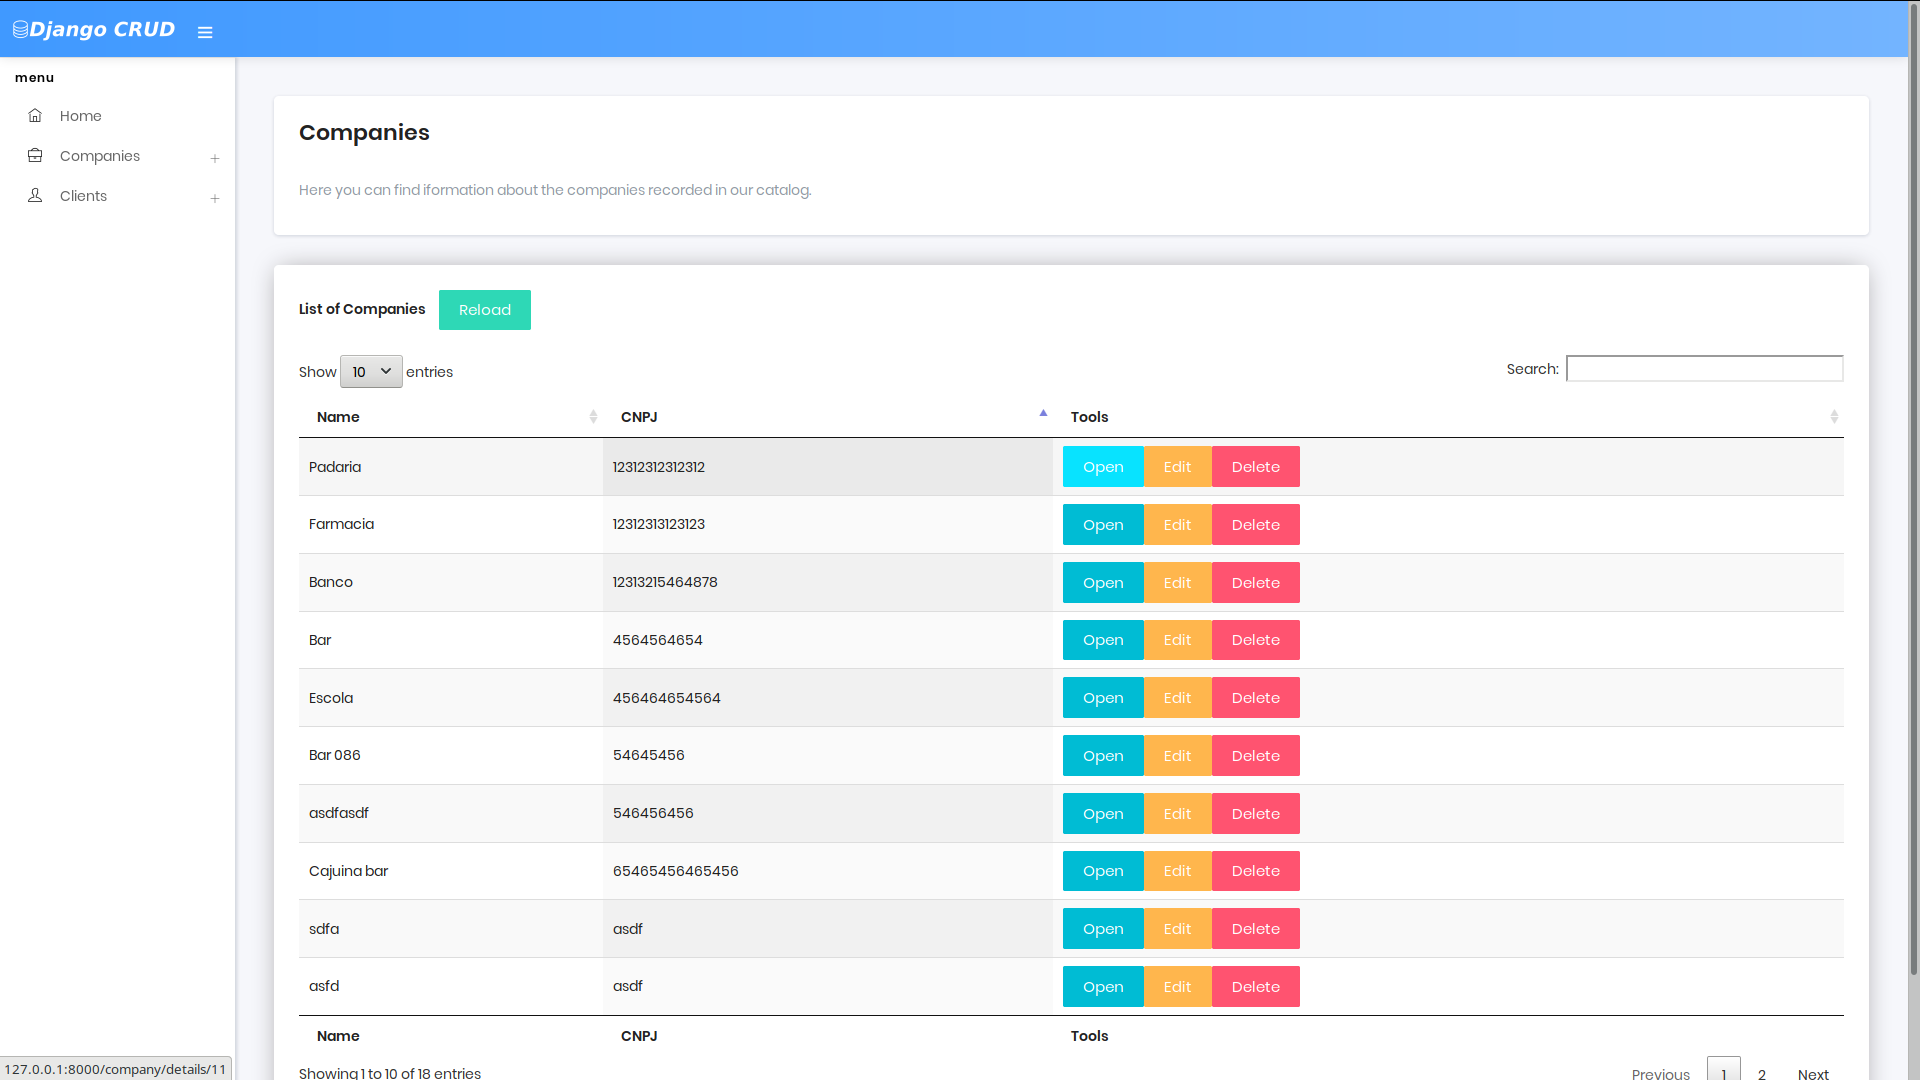 Django CRUD
menu
Home
Companies +
Clients +
Companies
Here you can find iformation about the companies recorded in our catalog.
List of Companies Reload
Show 10 entries Search:
Name CNPJ Tools
Padaria 12312312312312 Open Edit Delete
Farmacia 12312313123123 Open Edit Delete
Banco 12313215464878 Open Edit Delete
Bar 4564564654 Open Edit Delete
Escola 456464654564 Open Edit Delete
Bar 086 54645456 Open Edit Delete
asdfasdf 546456456 Open Edit Delete
Cajuina bar 65465456465456 Open Edit Delete
sdfa asdf Open Edit Delete
asfd asdf Open Edit Delete
Name CNPJ Tools
Showing 1 to 10 of 18 entries Previous 1 2 Next
127.0.0.1:8000/company/details/11